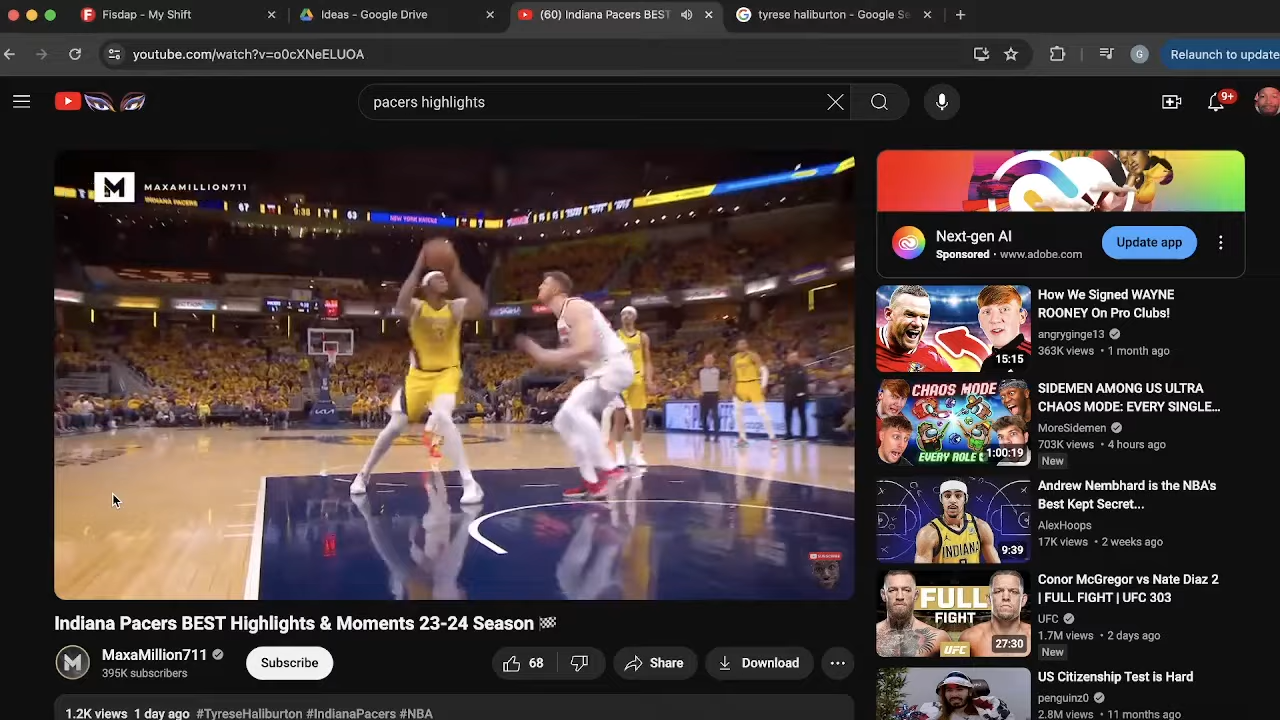 Fisdap - My Shift
Ideas - Google Drive
(60) Indiana Pacers BEST
tyrese haliburton - Google Se
youtube.com/watch?v=o0cXNeELUOA
G
Relaunch to update
pacers highlights
9+
M MAXAMILLION711
INDIANA PACERS 67
63 NEW YORK KNICKS
KIA
SUBSCRIBE
Next-gen AI
Sponsored · www.adobe.com
Update app
How We Signed WAYNE
ROONEY On Pro Clubs!
angryginge13
363K views · 1 month ago
15:15
CHAOS MODE
EVERY ROLE
1:00:19
SIDEMEN AMONG US ULTRA
CHAOS MODE: EVERY SINGLE...
MoreSidemen
703K views · 4 hours ago
New
INDIANA
9:39
Andrew Nembhard is the NBA's
Best Kept Secret...
AlexHoops
17K views · 2 weeks ago
FULL
FIGHT
UFC
27:30
Conor McGregor vs Nate Diaz 2
| FULL FIGHT | UFC 303
UFC
1.7M views · 2 days ago
New
US Citizenship Test is Hard
penguinz0
2.8M views · 11 months ago
Indiana Pacers BEST Highlights & Moments 23-24 Season
M
MaxaMillion711
395K subscribers
Subscribe
68
Share
Download
1.2K views 1 day ago #TyreseHaliburton #IndianaPacers #NBA